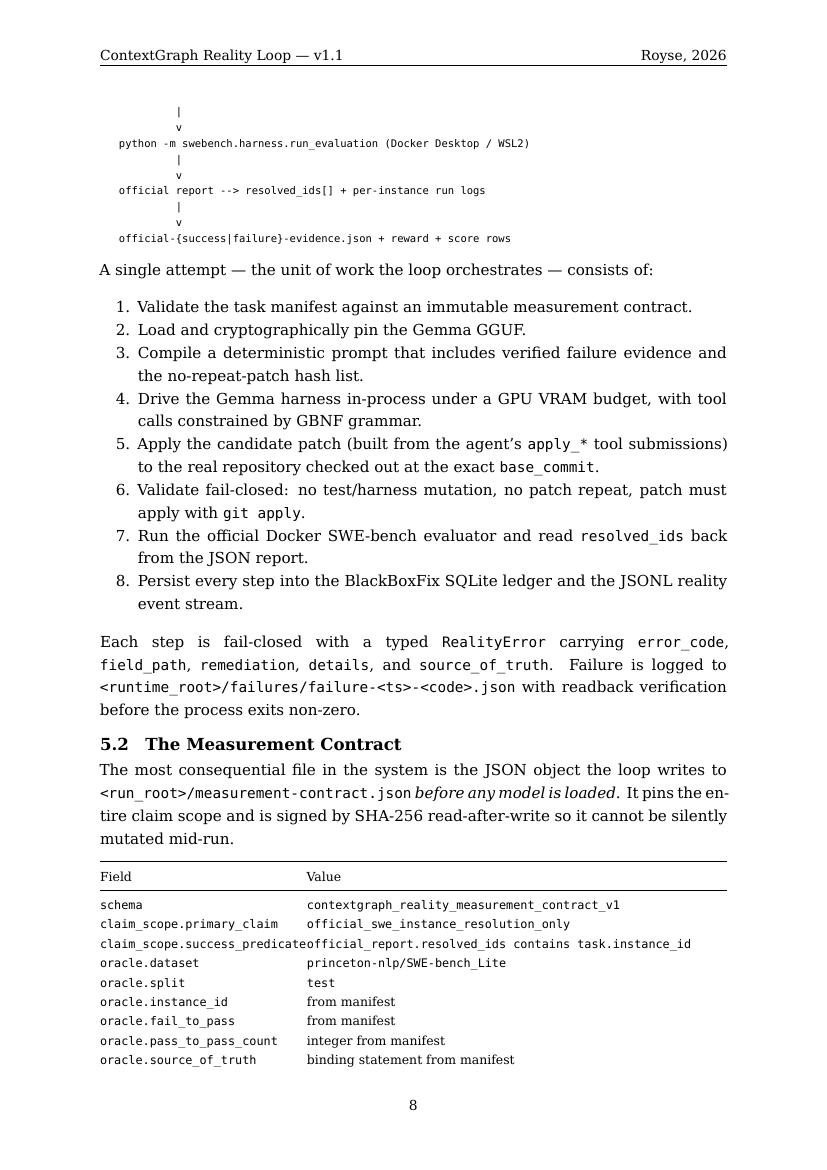 ContextGraph Reality Loop — v1.1 Royse, 2026
|
v
python -m swebench.harness.run_evaluation (Docker Desktop / WSL2)
|
v
official report --> resolved_ids[] + per-instance run logs
|
v
official-{success|failure}-evidence.json + reward + score rows
A single attempt — the unit of work the loop orchestrates — consists of:
1. Validate the task manifest against an immutable measurement contract.
2. Load and cryptographically pin the Gemma GGUF.
3. Compile a deterministic prompt that includes verified failure evidence and
the no-repeat-patch hash list.
4. Drive the Gemma harness in-process under a GPU VRAM budget, with tool
calls constrained by GBNF grammar.
5. Apply the candidate patch (built from the agent’s apply_* tool submissions)
to the real repository checked out at the exact base_commit.
6. Validate fail-closed: no test/harness mutation, no patch repeat, patch must
apply with git apply.
7. Run the official Docker SWE-bench evaluator and read resolved_ids back
from the JSON report.
8. Persist every step into the BlackBoxFix SQLite ledger and the JSONL reality
event stream.
Each step is fail-closed with a typed RealityError carrying error_code,
field_path, remediation, details, and source_of_truth. Failure is logged to
<runtime_root>/failures/failure-<ts>-<code>.json with readback verification
before the process exits non-zero.
5.2 The Measurement Contract
The most consequential file in the system is the JSON object the loop writes to
<run_root>/measurement-contract.json before any model is loaded. It pins the en-
tire claim scope and is signed by SHA-256 read-after-write so it cannot be silently
mutated mid-run.
Field Value
schema contextgraph_reality_measurement_contract_v1
claim_scope.primary_claim official_swe_instance_resolution_only
claim_scope.success_predicate official_report.resolved_ids contains task.instance_id
oracle.dataset princeton-nlp/SWE-bench_Lite
oracle.split test
oracle.instance_id from manifest
oracle.fail_to_pass from manifest
oracle.pass_to_pass_count integer from manifest
oracle.source_of_truth binding statement from manifest
8